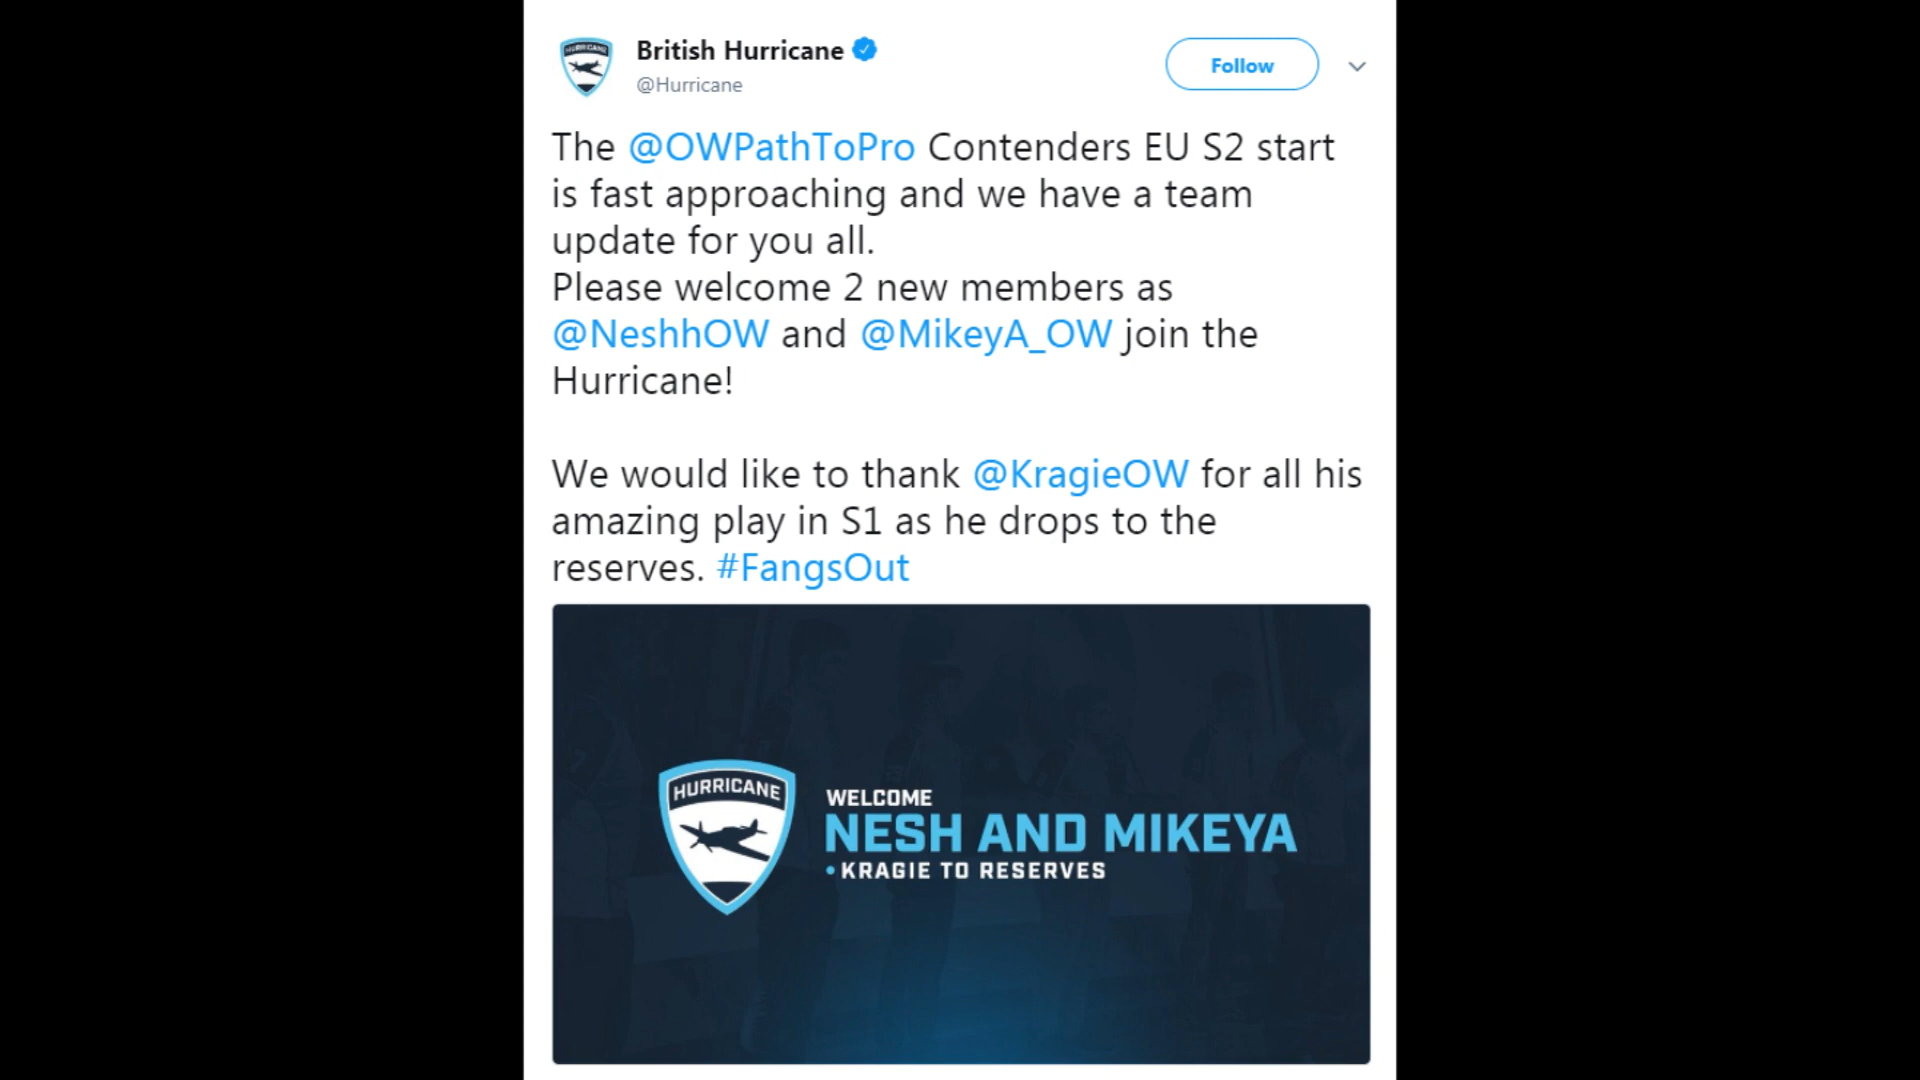 HURRICANE
British Hurricane
@Hurricane
Follow
The @OWPathToPro Contenders EU S2 start
is fast approaching and we have a team
update for you all.
Please welcome 2 new members as
@NeshhOW and @MikeyA_OW join the
Hurricane!
We would like to thank @KragieOW for all his
amazing play in S1 as he drops to the
reserves. #FangsOut
HURRICANE
WELCOME
NESH AND MIKEYA
• KRAGIE TO RESERVES